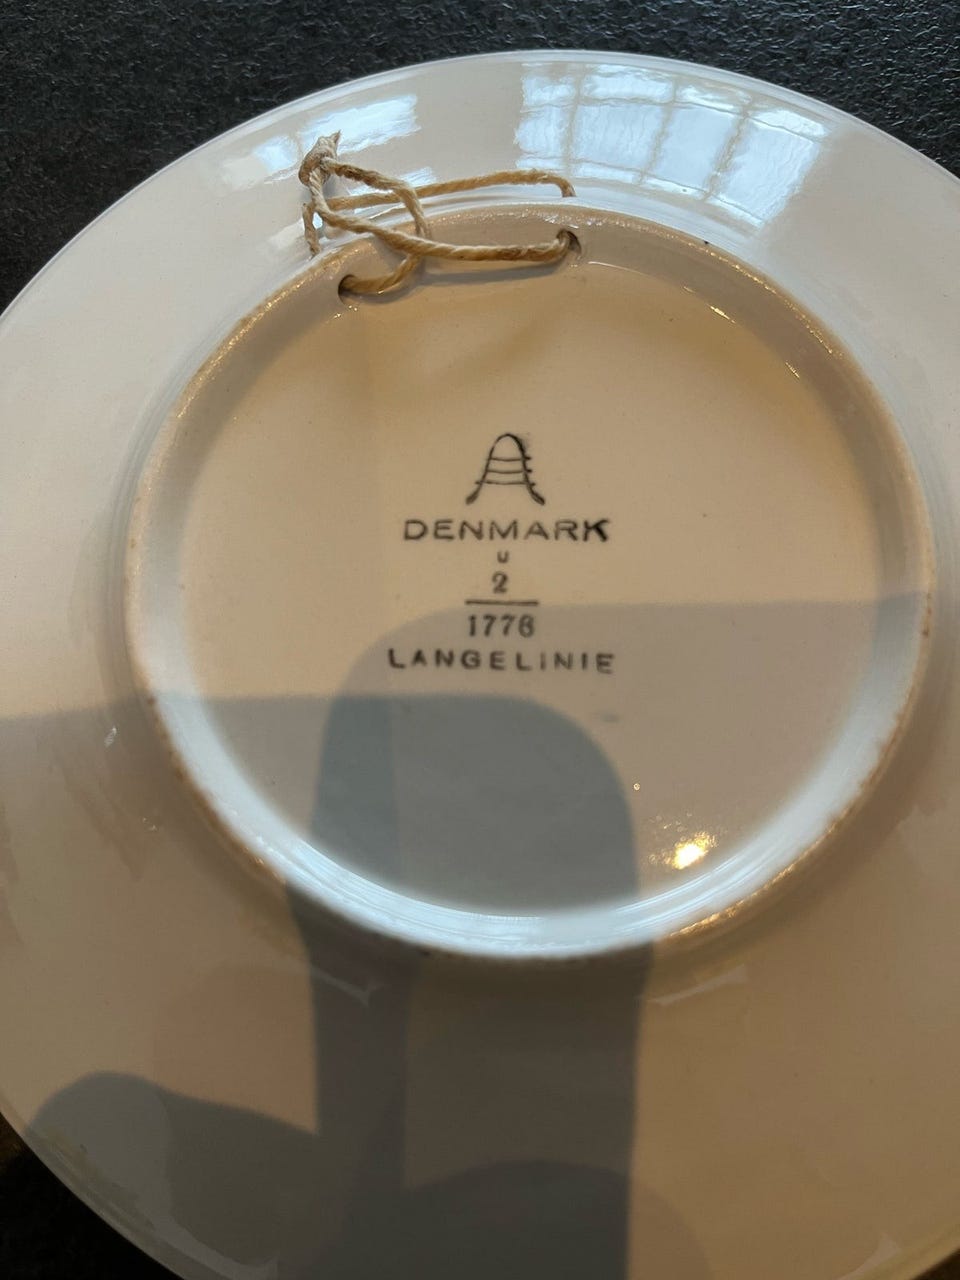 DENMARK
u
2
1776
LANGELINIE